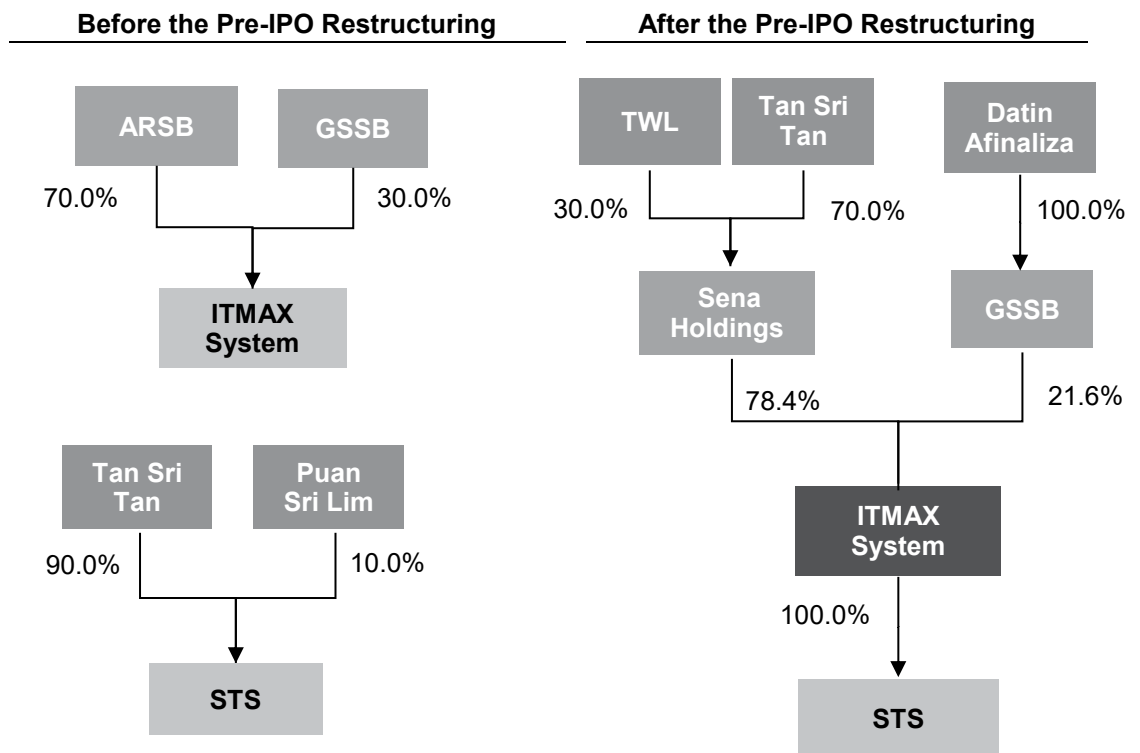 Before the Pre-IPO Restructuring
ARSB
GSSB
70.0%
30.0%
ITMAX
System
Tan Sri
Tan
Puan
Sri Lim
90.0%
10.0%
STS
After the Pre-IPO Restructuring
TWL
Tan Sri
Tan
Datin
Afinaliza
30.0%
70.0%
100.0%
Sena
Holdings
GSSB
78.4%
21.6%
ITMAX
System
100.0%
STS